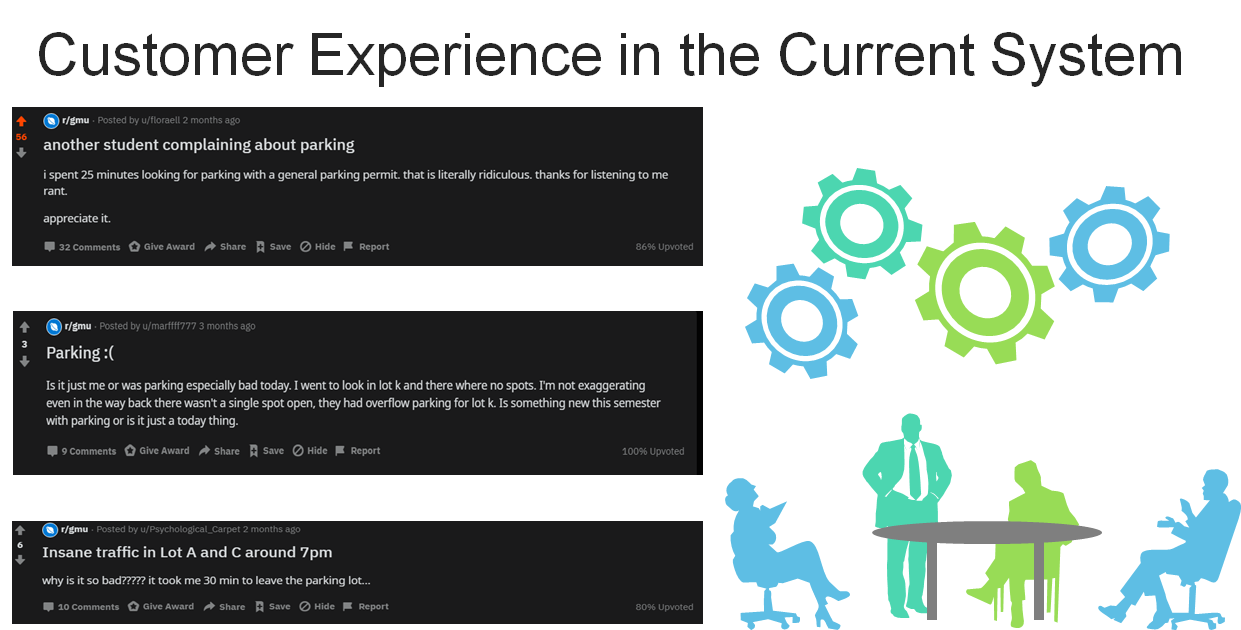 Customer Experience in the Current System
56
r/gmu · Posted by u/floraell 2 months ago
another student complaining about parking
i spent 25 minutes looking for parking with a general parking permit. that is literally ridiculous. thanks for listening to me
rant.
appreciate it.
32 Comments Give Award Share Save Hide Report 86% Upvoted
r/gmu · Posted by u/marffff777 3 months ago
3
Parking :(
Is it just me or was parking especially bad today. I went to look in lot k and there where no spots. I'm not exaggerating
even in the way back there wasn't a single spot open, they had overflow parking for lot k. Is something new this semester
with parking or is it just a today thing.
9 Comments Give Award Share Save Hide Report 100% Upvoted
r/gmu · Posted by u/Psychological_Carpet 2 months ago
6
Insane traffic in Lot A and C around 7pm
why is it so bad????? it took me 30 min to leave the parking lot...
10 Comments Give Award Share Save Hide Report 80% Upvoted